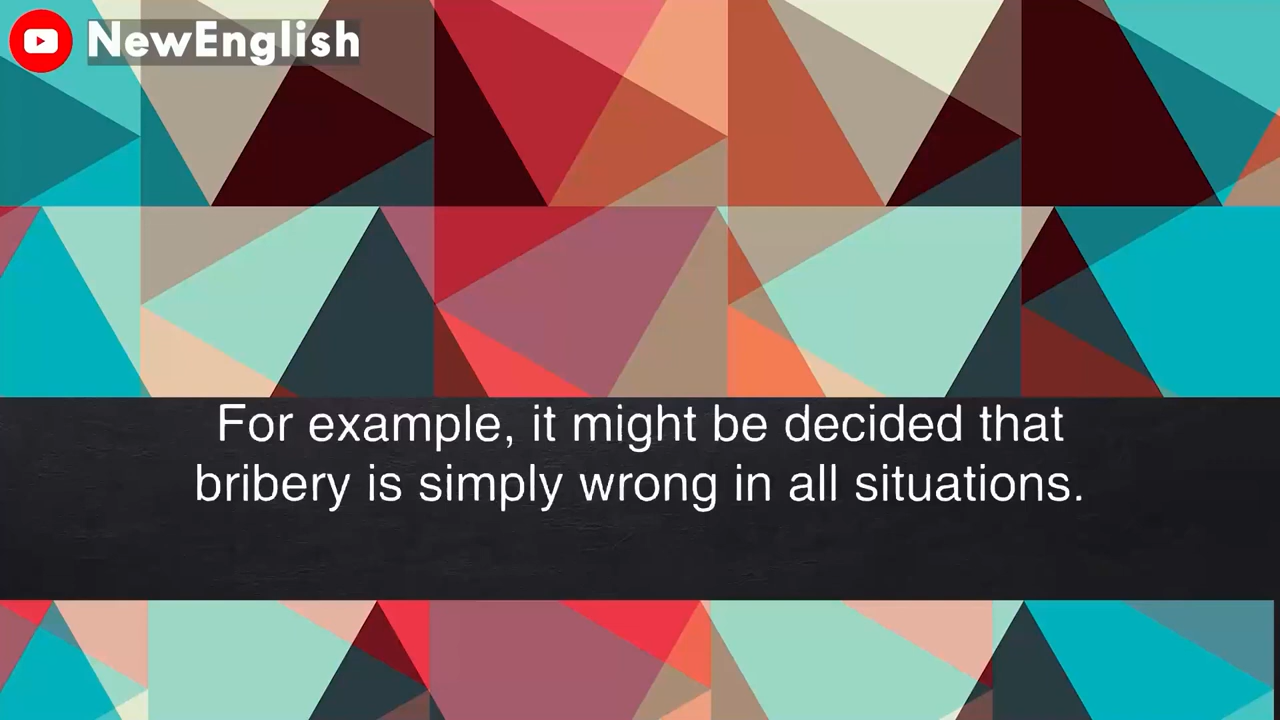 NewEnglish
For example, it might be decided that
bribery is simply wrong in all situations.